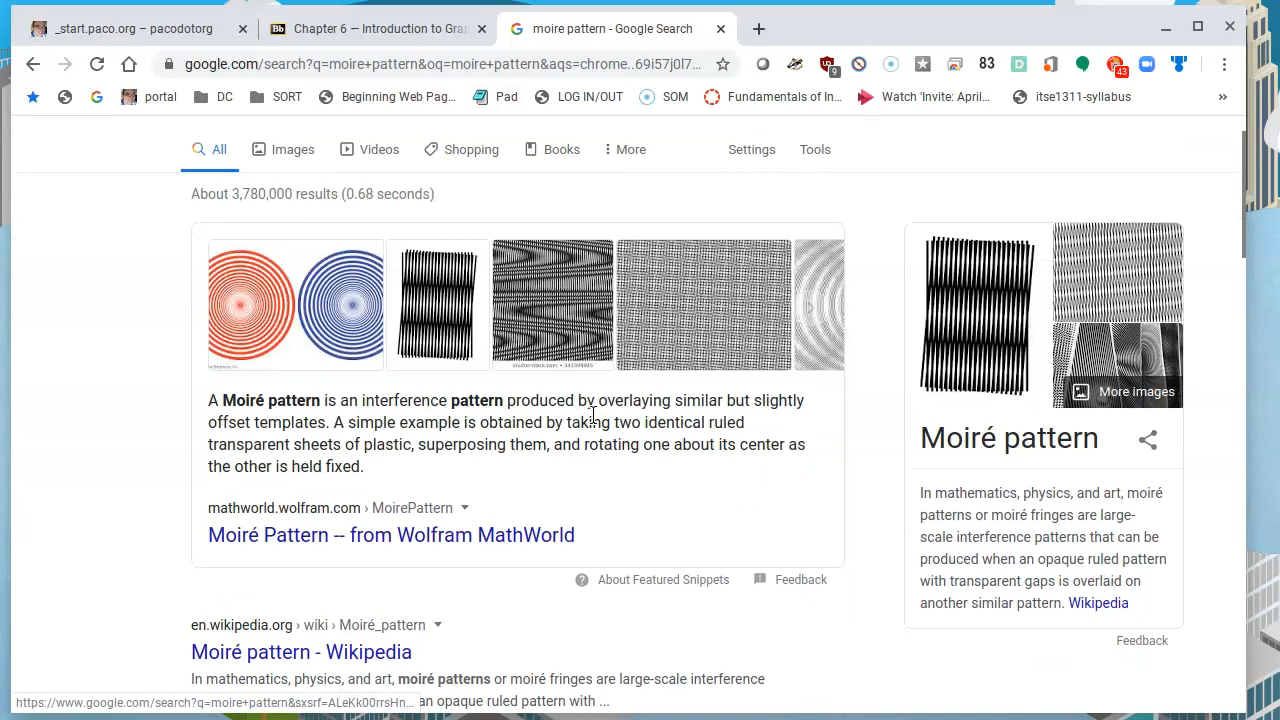 _start.paco.org – pacodotorg
Chapter 6 — Introduction to Gra
moire pattern - Google Search
google.com/search?q=moire+pattern&oq=moire+pattern&aqs=chrome..69i57j0l7...
9
83
43
portal
DC
SORT
Beginning Web Pag...
Pad
LOG IN/OUT
SOM
Fundamentals of In...
Watch 'Invite: April...
itse1311-syllabus
»
All
Images
Videos
Shopping
Books
More
Settings
Tools
About 3,780,000 results (0.68 seconds)
A Moiré pattern is an interference pattern produced by overlaying similar but slightly
offset templates. A simple example is obtained by taking two identical ruled
transparent sheets of plastic, superposing them, and rotating one about its center as
the other is held fixed.
mathworld.wolfram.com › MoirePattern
Moiré Pattern -- from Wolfram MathWorld
About Featured Snippets
Feedback
en.wikipedia.org › wiki › Moiré_pattern
Moiré pattern - Wikipedia
In mathematics, physics, and art, moiré patterns or moiré fringes are large-scale interference
an opaque ruled pattern with ...
https://www.google.com/search?q=moire+pattern&sxsrf=ALeKk00rrsHn...
More images
Moiré pattern
In mathematics, physics, and art, moiré
patterns or moiré fringes are large-
scale interference patterns that can be
produced when an opaque ruled pattern
with transparent gaps is overlaid on
another similar pattern. Wikipedia
Feedback